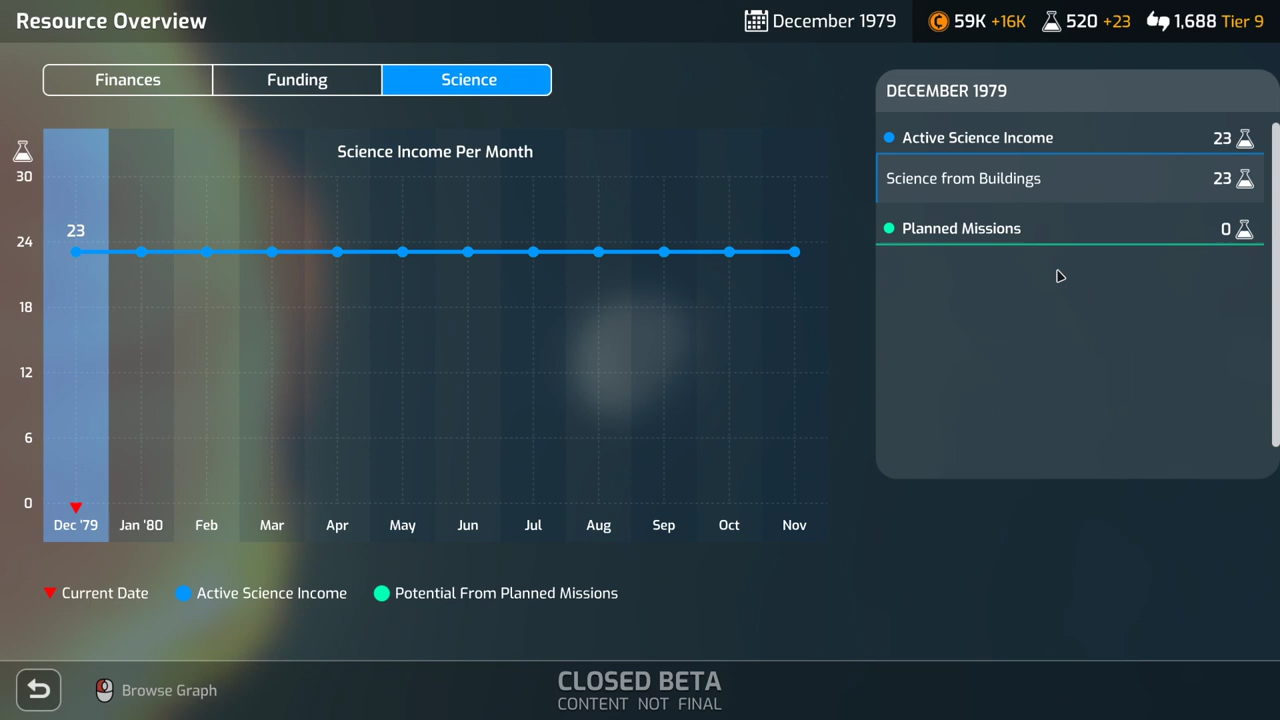 Resource Overview
December 1979
59K +16K
520 +23
1,688 Tier 9
Finances
Funding
Science
Science Income Per Month
30
24
18
12
6
0
23
Dec '79
Jan '80
Feb
Mar
Apr
May
Jun
Jul
Aug
Sep
Oct
Nov
Current Date
Active Science Income
Potential From Planned Missions
DECEMBER 1979
Active Science Income 23
Science from Buildings 23
Planned Missions 0
Browse Graph
CLOSED BETA
CONTENT NOT FINAL